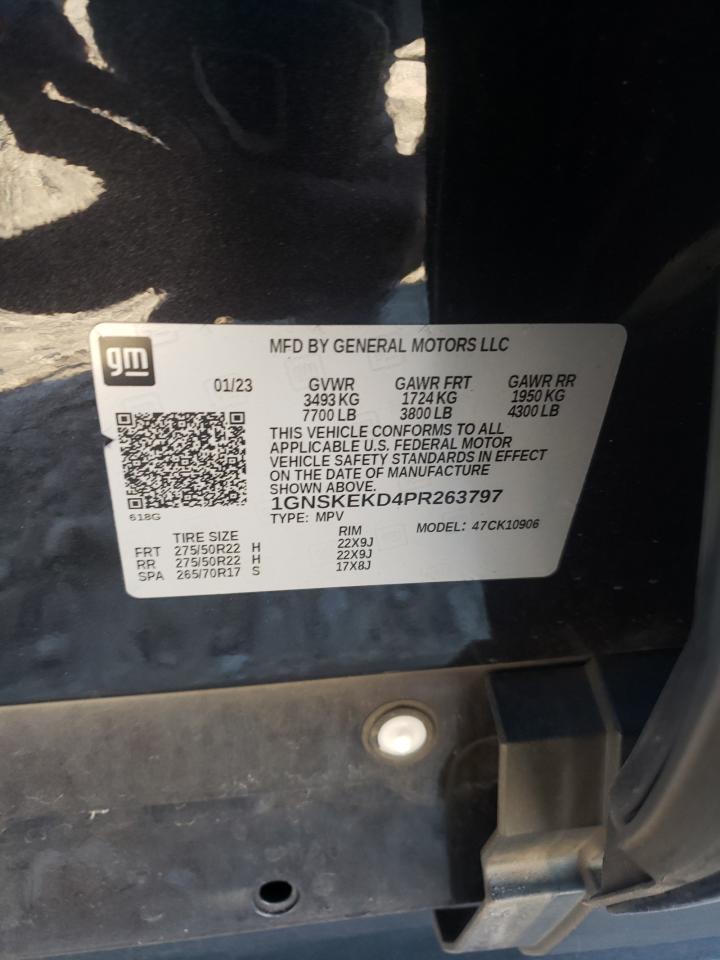 gm
MFD BY GENERAL MOTORS LLC
01/23 GVWR GAWR FRT GAWR RR
3493 KG 1724 KG 1950 KG
7700 LB 3800 LB 4300 LB
THIS VEHICLE CONFORMS TO ALL
APPLICABLE U.S. FEDERAL MOTOR
VEHICLE SAFETY STANDARDS IN EFFECT
ON THE DATE OF MANUFACTURE
SHOWN ABOVE.
1GNSKEKD4PR263797
618G
TYPE: MPV MODEL: 47CK10906
TIRE SIZE RIM
FRT 275/50R22 H 22X9J
RR 275/50R22 H 22X9J
SPA 265/70R17 S 17X8J